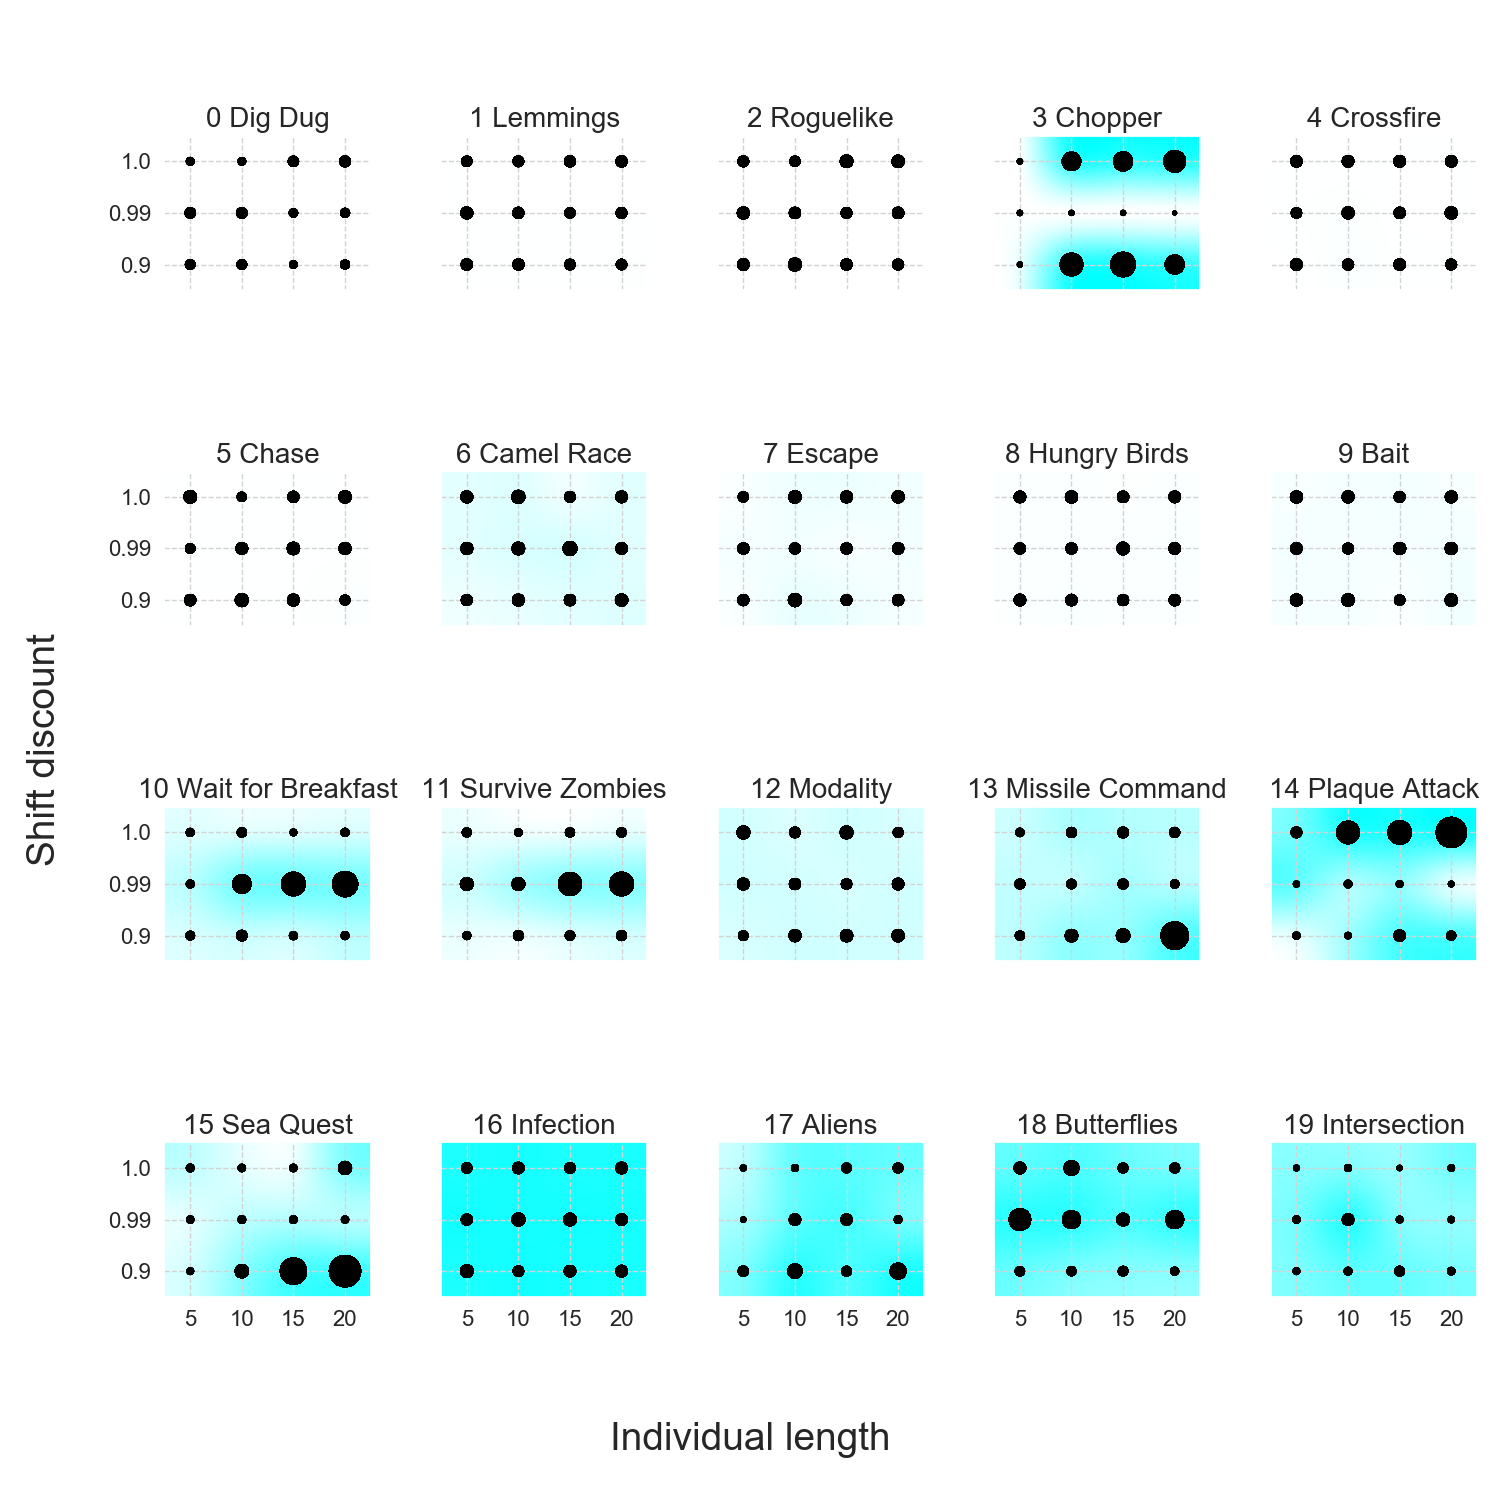 0 Dig Dug
1 Lemmings
2 Roguelike
3 Chopper
4 Crossfire
1.0
0.99
0.9
5 Chase
6 Camel Race
7 Escape
8 Hungry Birds
9 Bait
1.0
0.99
0.9
Shift discount
10 Wait for Breakfast
11 Survive Zombies
12 Modality
13 Missile Command
14 Plaque Attack
1.0
0.99
0.9
15 Sea Quest
16 Infection
17 Aliens
18 Butterflies
19 Intersection
1.0
0.99
0.9
5 10 15 20
5 10 15 20
5 10 15 20
5 10 15 20
5 10 15 20
Individual length